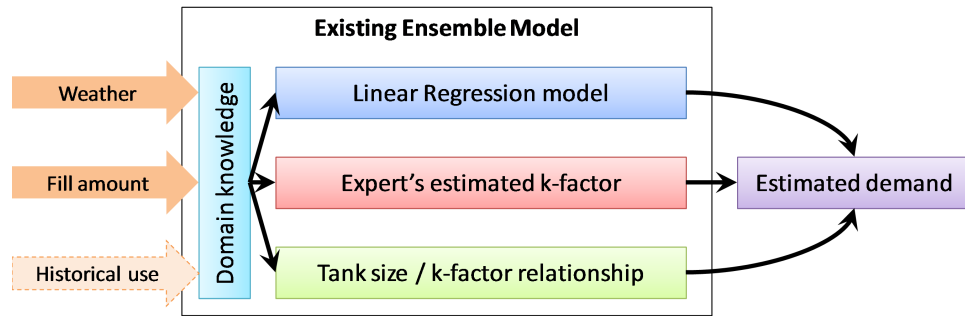 Existing Ensemble Model
Weather
Fill amount
Historical use
Domain knowledge
Linear Regression model
Expert's estimated k-factor
Tank size / k-factor relationship
Estimated demand